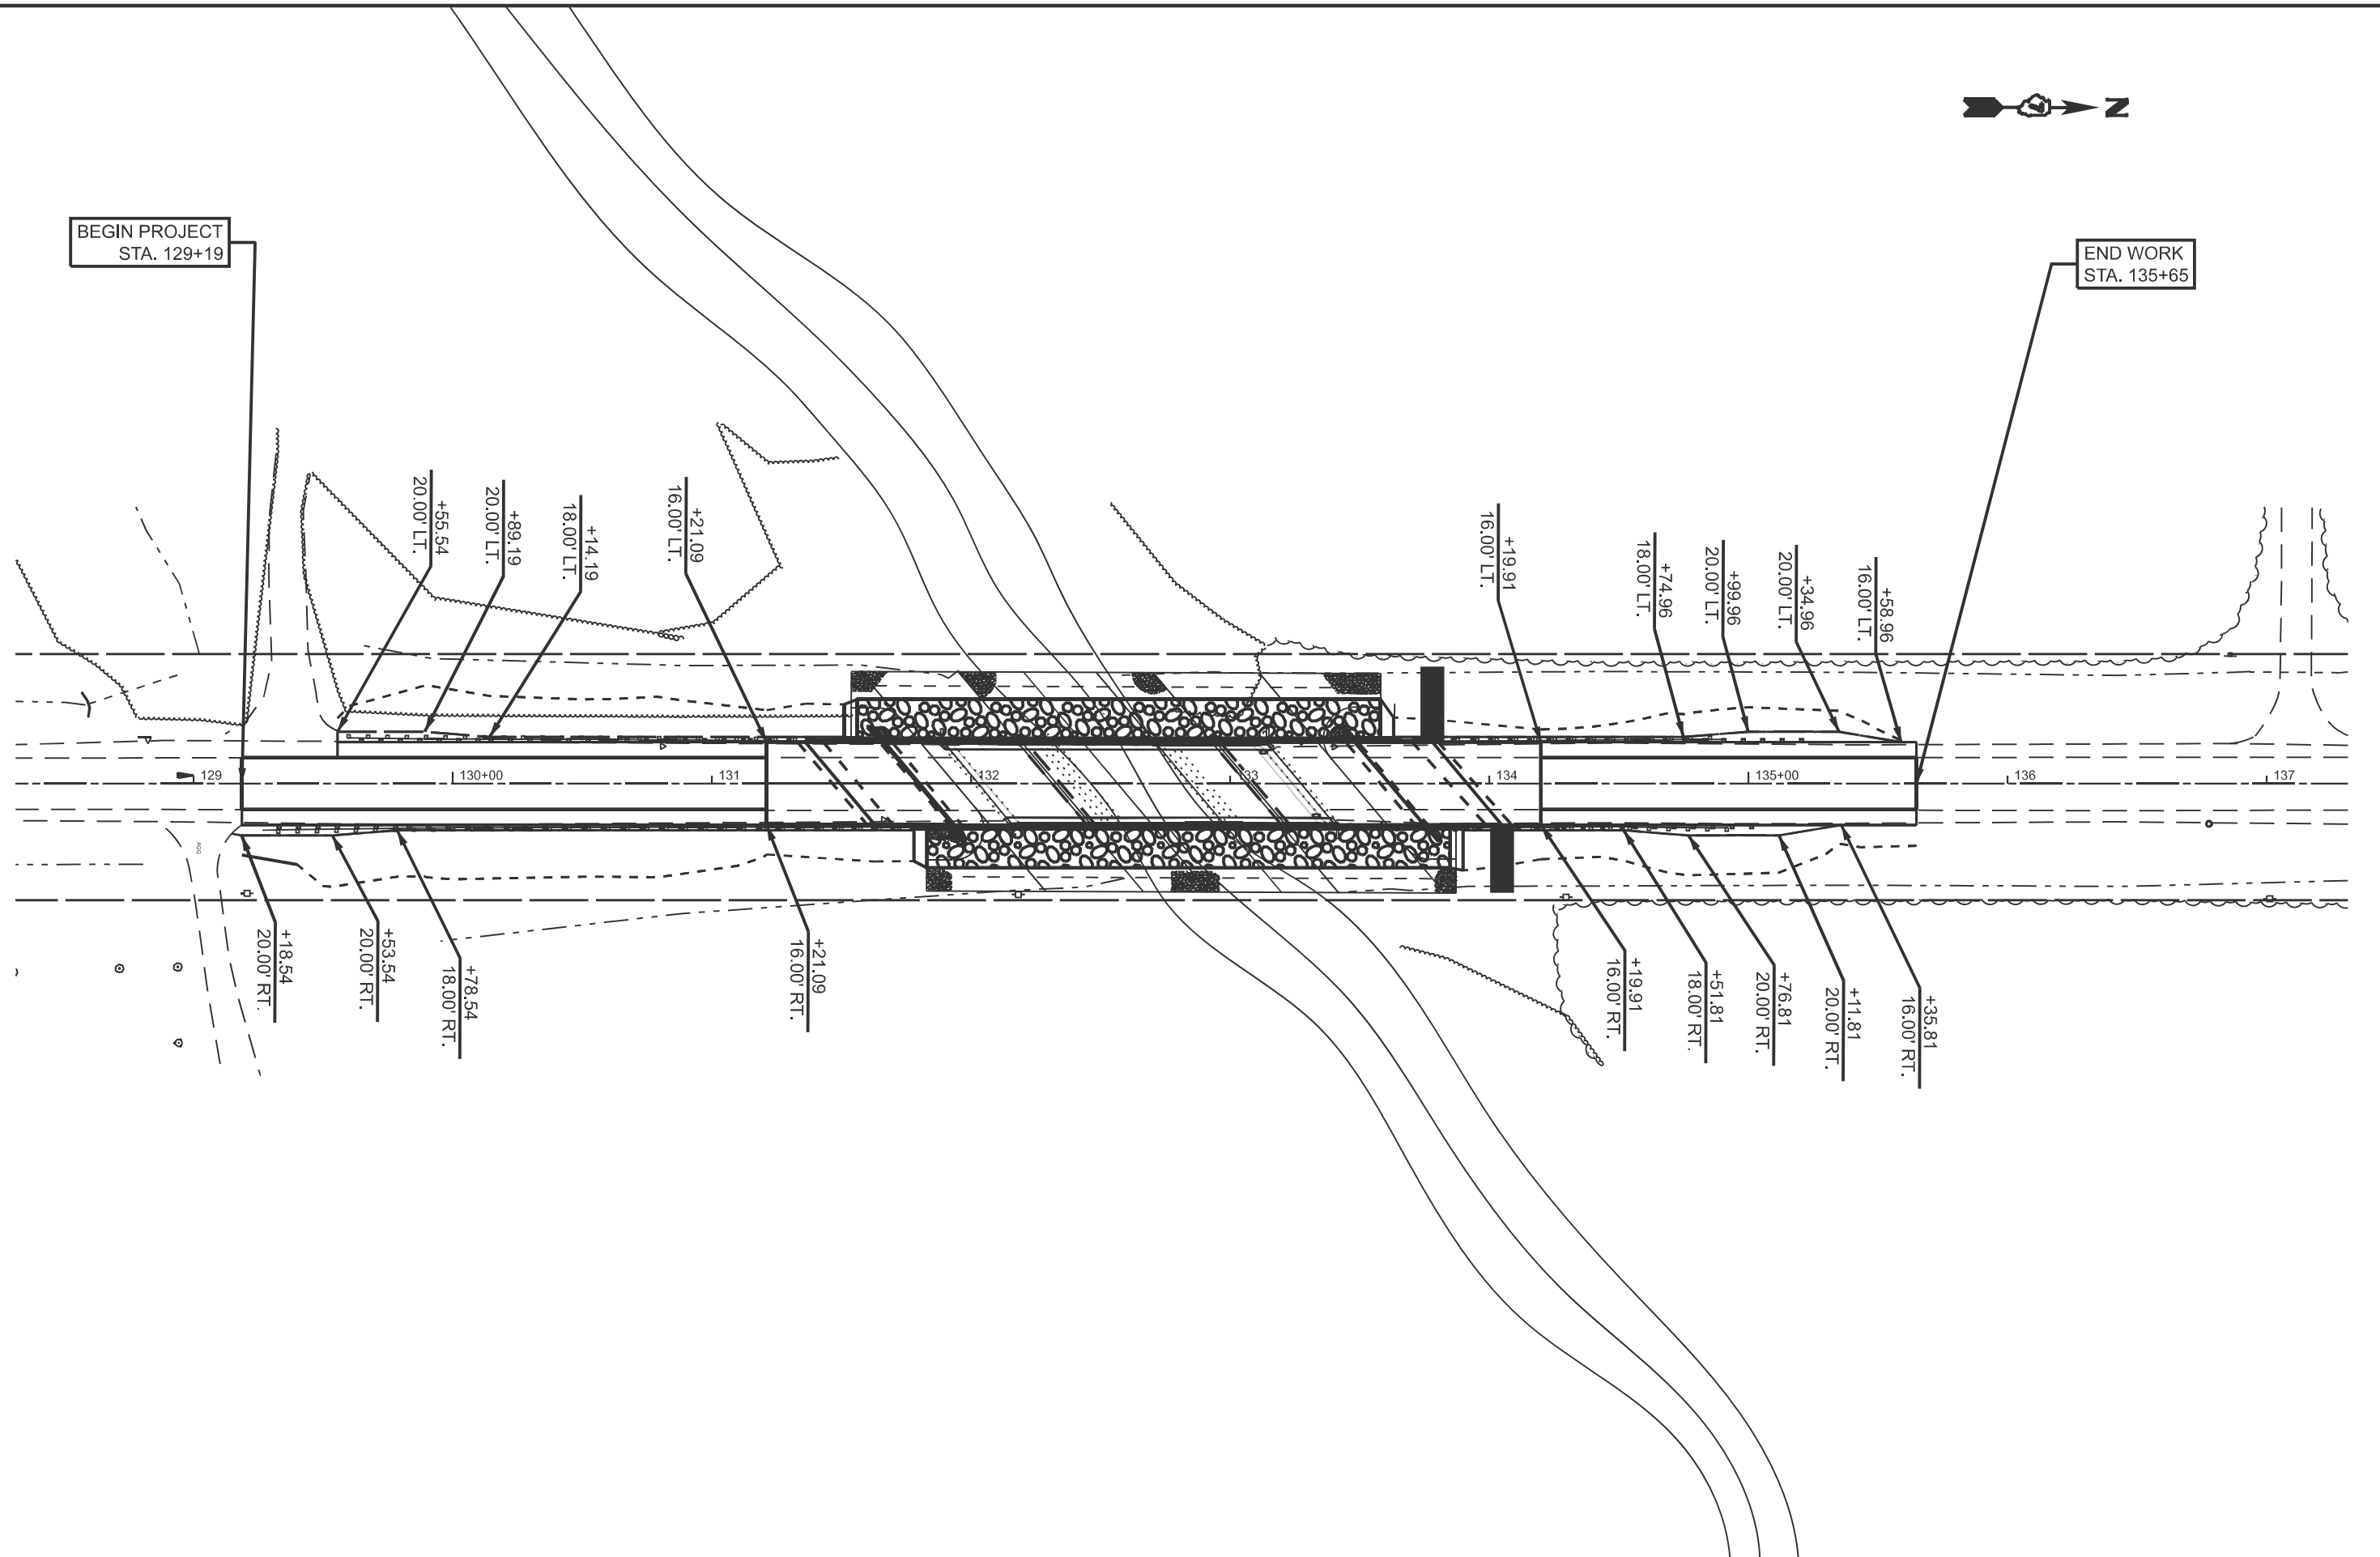 N
BEGIN PROJECT
STA. 129+19
END WORK
STA. 135+65
+55.54
20.00' LT.
+89.19
20.00' LT.
+14.19
18.00' LT.
+21.09
16.00' LT.
+19.91
16.00' LT.
+74.96
18.00' LT.
+99.96
20.00' LT.
+34.96
20.00' LT.
+58.96
16.00' LT.
129
130+00
131
132
133
134
135+00
136
137
AGG
+18.54
20.00' RT.
+53.54
20.00' RT.
+78.54
18.00' RT.
+21.09
16.00' RT.
+19.91
16.00' RT.
+51.81
18.00' RT.
+76.81
20.00' RT.
+11.81
20.00' RT.
+35.81
16.00' RT.